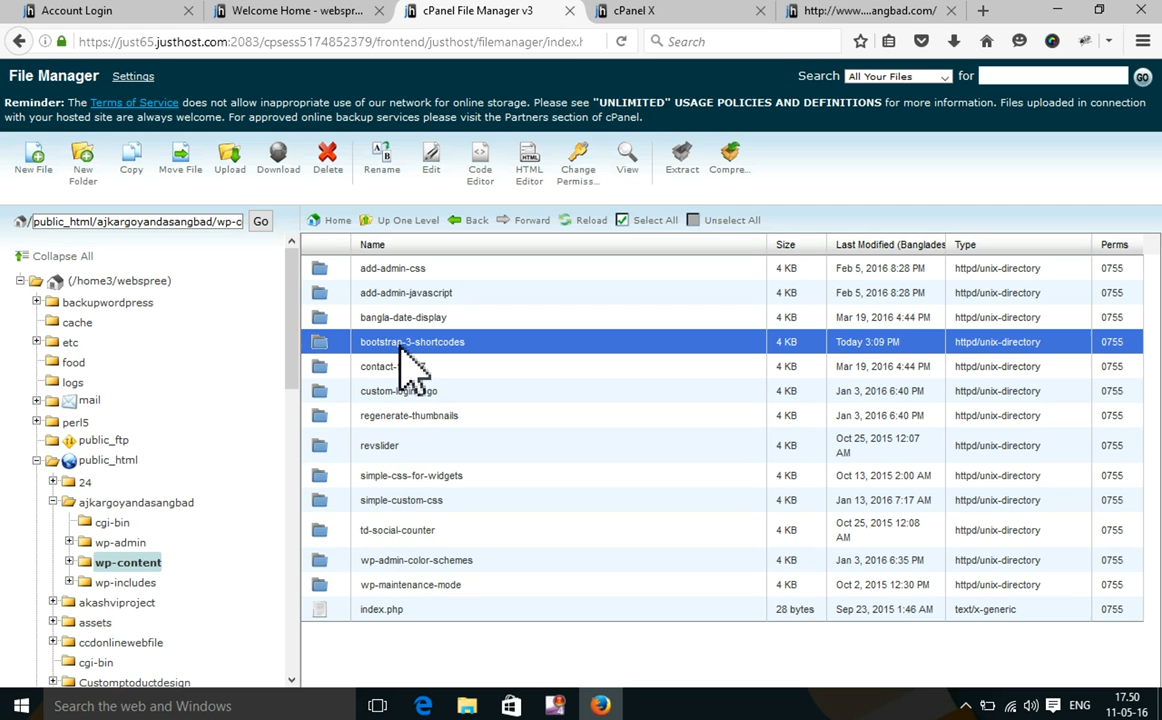 Account Login
Welcome Home - webspr...
cPanel File Manager v3
cPanel X
http://www....angbad.com/
https://just65.justhost.com:2083/cpsess5174852379/frontend/justhost/filemanager/index.h
Search
File Manager Settings
Search All Your Files for GO
Reminder: The Terms of Service does not allow inappropriate use of our network for online storage. Please see "UNLIMITED" USAGE POLICIES AND DEFINITIONS for more information. Files uploaded in connection
with your hosted site are always welcome. For approved online backup services please visit the Partners section of cPanel.
New File
New Folder
Copy
Move File
Upload
Download
Delete
Rename
Edit
Code Editor
HTML Editor
Change Permiss...
View
Extract
Compre...
/ public_html/ajkargoyandasangbad/wp-c Go
Home Up One Level Back Forward Reload Select All Unselect All
Collapse All
(/home3/webspree)
backupwordpress
cache
etc
food
logs
mail
perl5
public_ftp
public_html
24
ajkargoyandasangbad
cgi-bin
wp-admin
wp-content
wp-includes
akashviproject
assets
ccdonlinewebfile
cgi-bin
Customptoductdesign
Name Size Last Modified (Banglades Type Perms
add-admin-css 4 KB Feb 5, 2016 8:28 PM httpd/unix-directory 0755
add-admin-javascript 4 KB Feb 5, 2016 8:28 PM httpd/unix-directory 0755
bangla-date-display 4 KB Mar 19, 2016 4:44 PM httpd/unix-directory 0755
bootstrap-3-shortcodes 4 KB Today 3:09 PM httpd/unix-directory 0755
contact- 4 KB Mar 19, 2016 4:44 PM httpd/unix-directory 0755
custom-login-logo 4 KB Jan 3, 2016 6:40 PM httpd/unix-directory 0755
regenerate-thumbnails 4 KB Jan 3, 2016 6:40 PM httpd/unix-directory 0755
revslider 4 KB Oct 25, 2015 12:07 AM httpd/unix-directory 0755
simple-css-for-widgets 4 KB Oct 13, 2015 2:00 AM httpd/unix-directory 0755
simple-custom-css 4 KB Jan 13, 2016 7:17 AM httpd/unix-directory 0755
td-social-counter 4 KB Oct 25, 2015 12:08 AM httpd/unix-directory 0755
wp-admin-color-schemes 4 KB Jan 3, 2016 6:35 PM httpd/unix-directory 0755
wp-maintenance-mode 4 KB Oct 2, 2015 12:30 PM httpd/unix-directory 0755
index.php 28 bytes Sep 23, 2015 1:46 AM text/x-generic 0755
Search the web and Windows
ENG
17.50
11-05-16